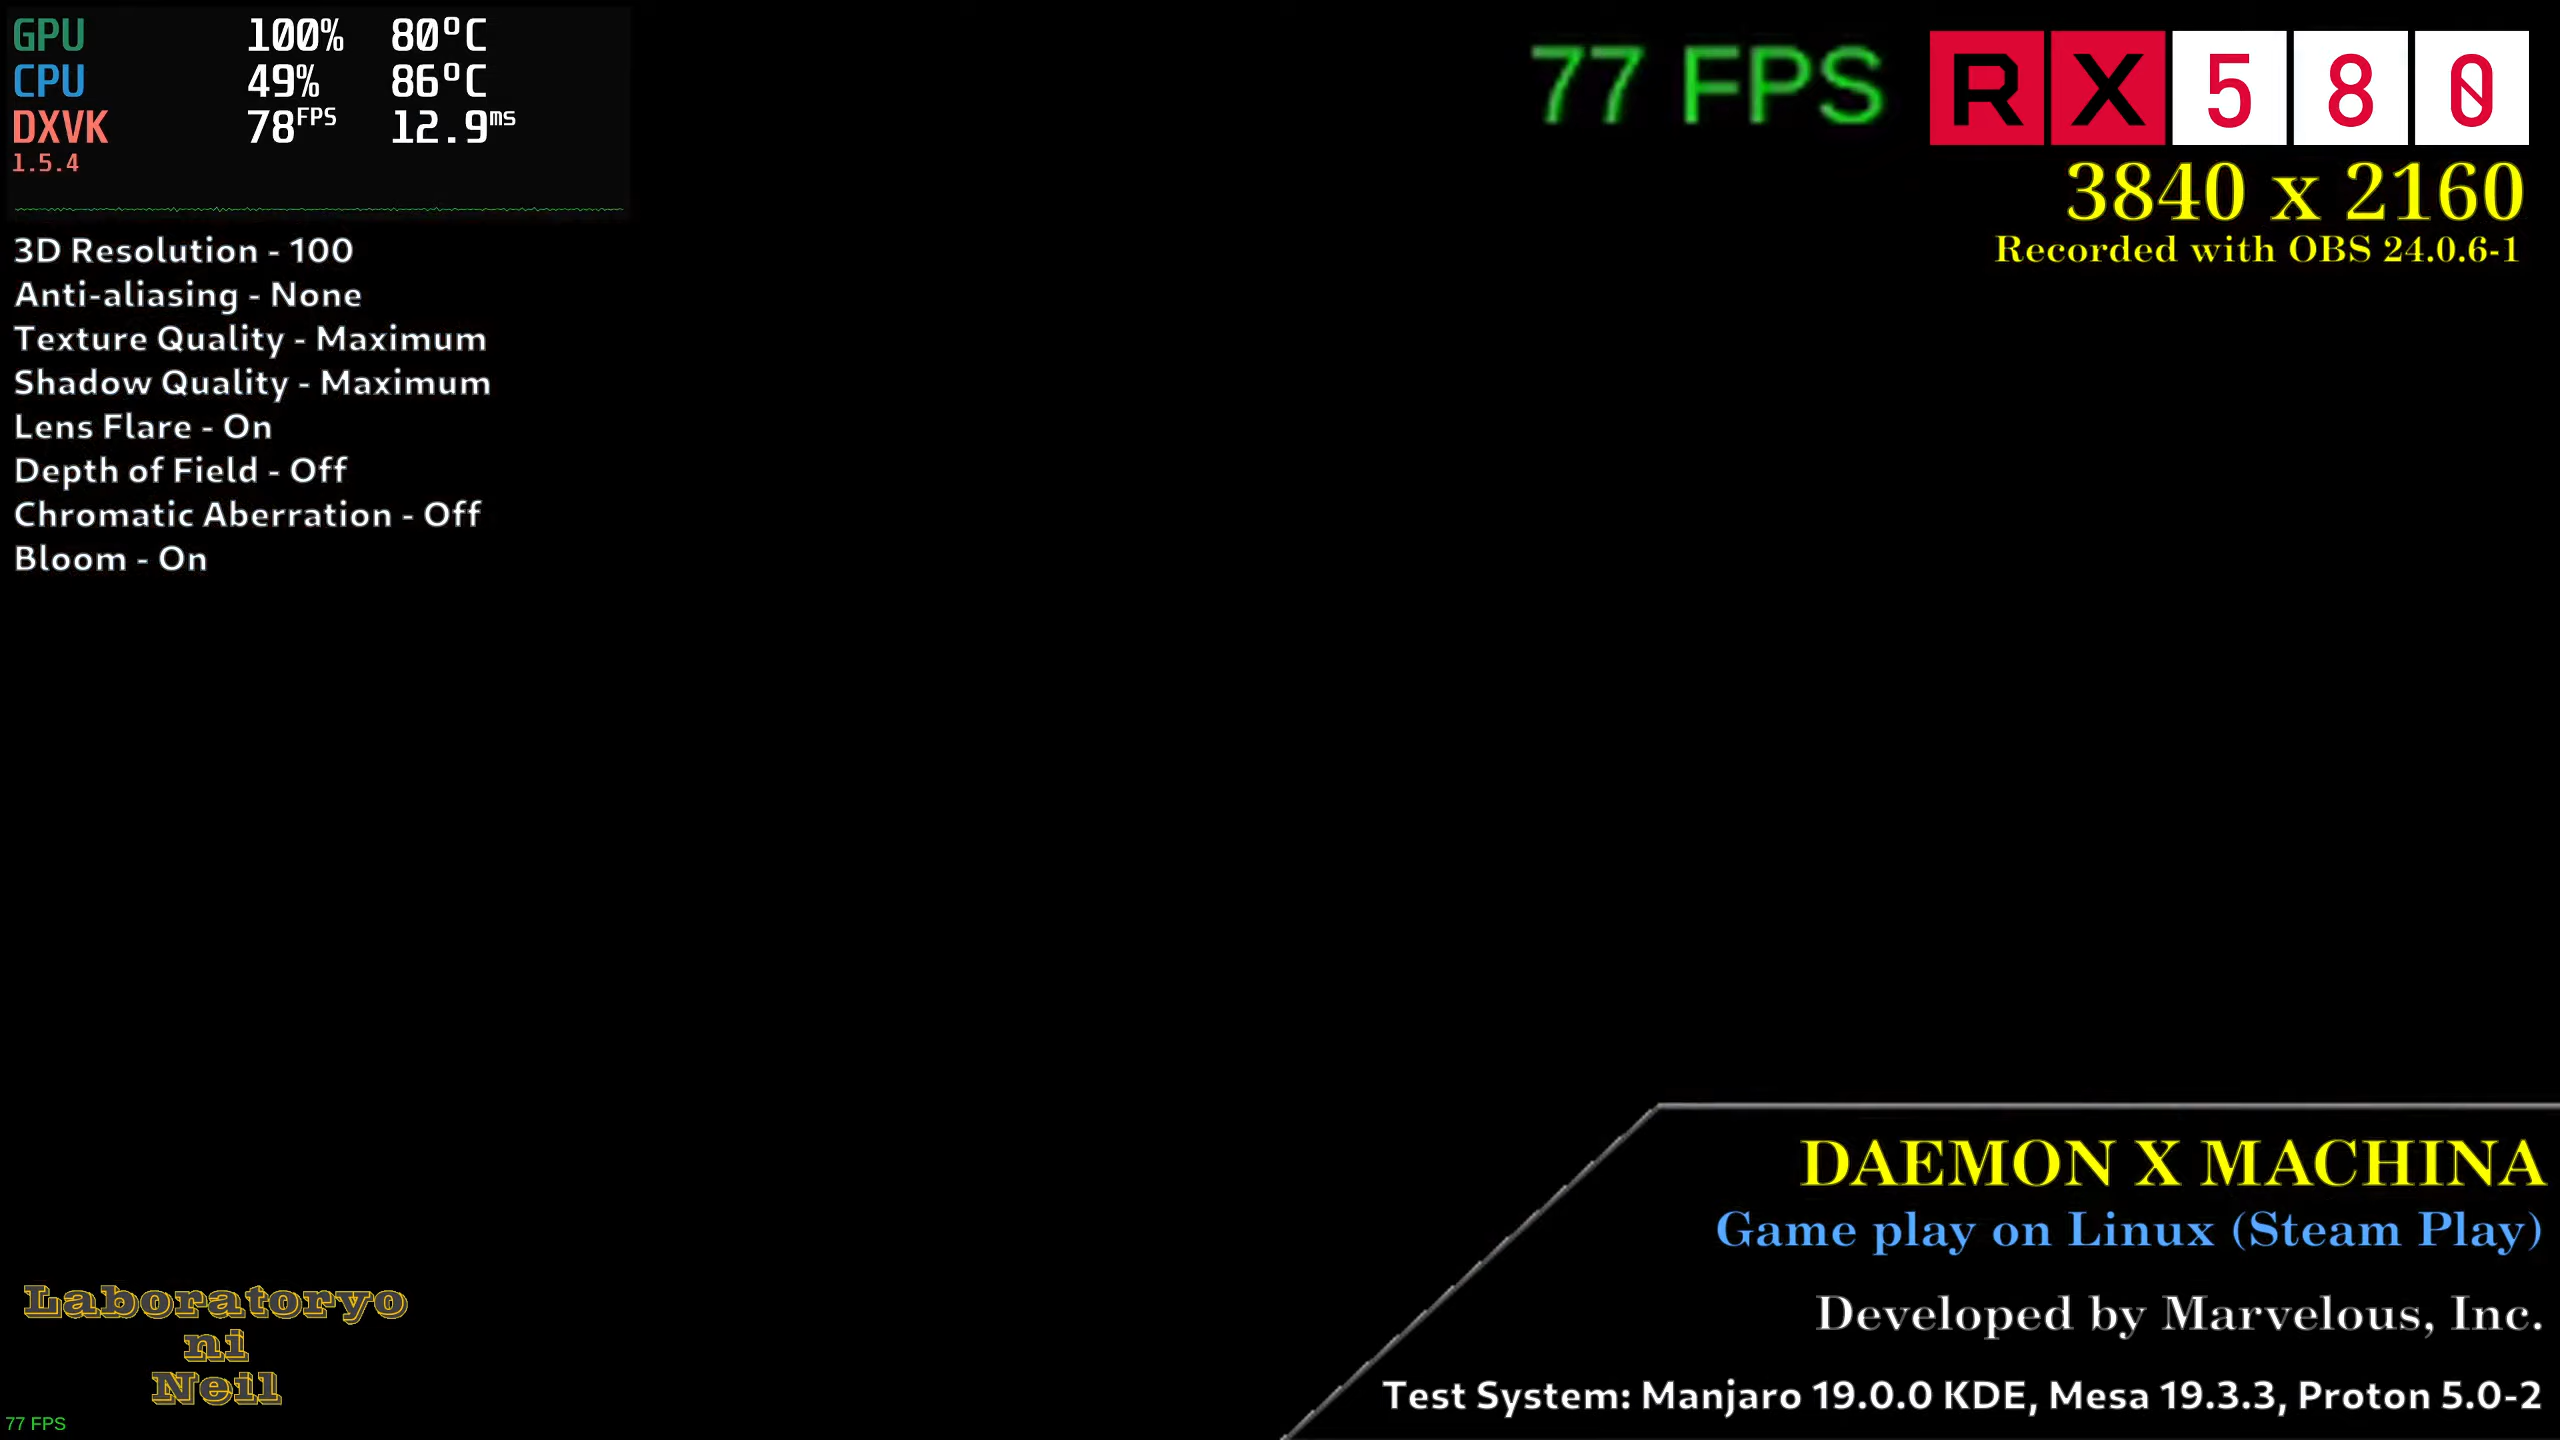 GPU 100% 80°C
CPU 49% 86°C
DXVK 78FPS 12.9ms
1.5.4
77 FPS
RX580
3840 x 2160
Recorded with OBS 24.0.6-1
3D Resolution - 100
Anti-aliasing - None
Texture Quality - Maximum
Shadow Quality - Maximum
Lens Flare - On
Depth of Field - Off
Chromatic Aberration - Off
Bloom - On
DAEMON X MACHINA
Game play on Linux (Steam Play)
Developed by Marvelous, Inc.
Test System: Manjaro 19.0.0 KDE, Mesa 19.3.3, Proton 5.0-2
Laboratoryo
ni
Neil
77 FPS